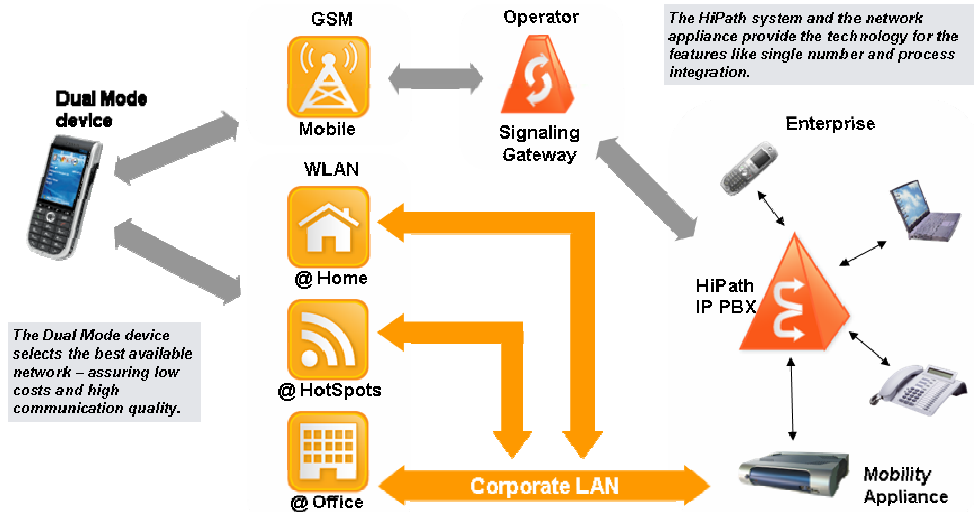 GSM
Mobile
Operator
Signaling
Gateway
The HiPath system and the network
appliance provide the technology for the
features like single number and process
integration.
Dual Mode
device
WLAN
@ Home
@ HotSpots
@ Office
Enterprise
HiPath
IP PBX
The Dual Mode device
selects the best available
network – assuring low
costs and high
communication quality.
Corporate LAN
Mobility
Appliance